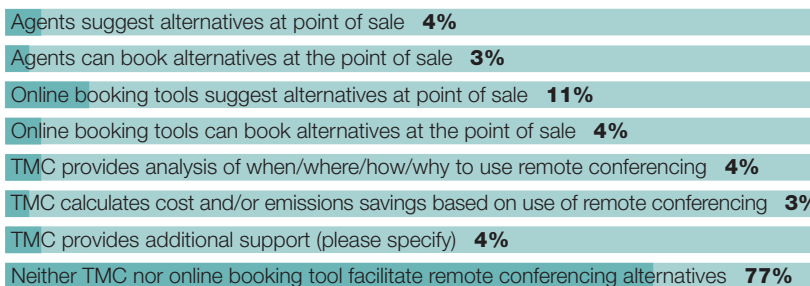 Agents suggest alternatives at point of sale 4%
Agents can book alternatives at the point of sale 3%
Online booking tools suggest alternatives at point of sale 11%
Online booking tools can book alternatives at the point of sale 4%
TMC provides analysis of when/where/how/why to use remote conferencing 4%
TMC calculates cost and/or emissions savings based on use of remote conferencing 3%
TMC provides additional support (please specify) 4%
Neither TMC nor online booking tool facilitate remote conferencing alternatives 77%